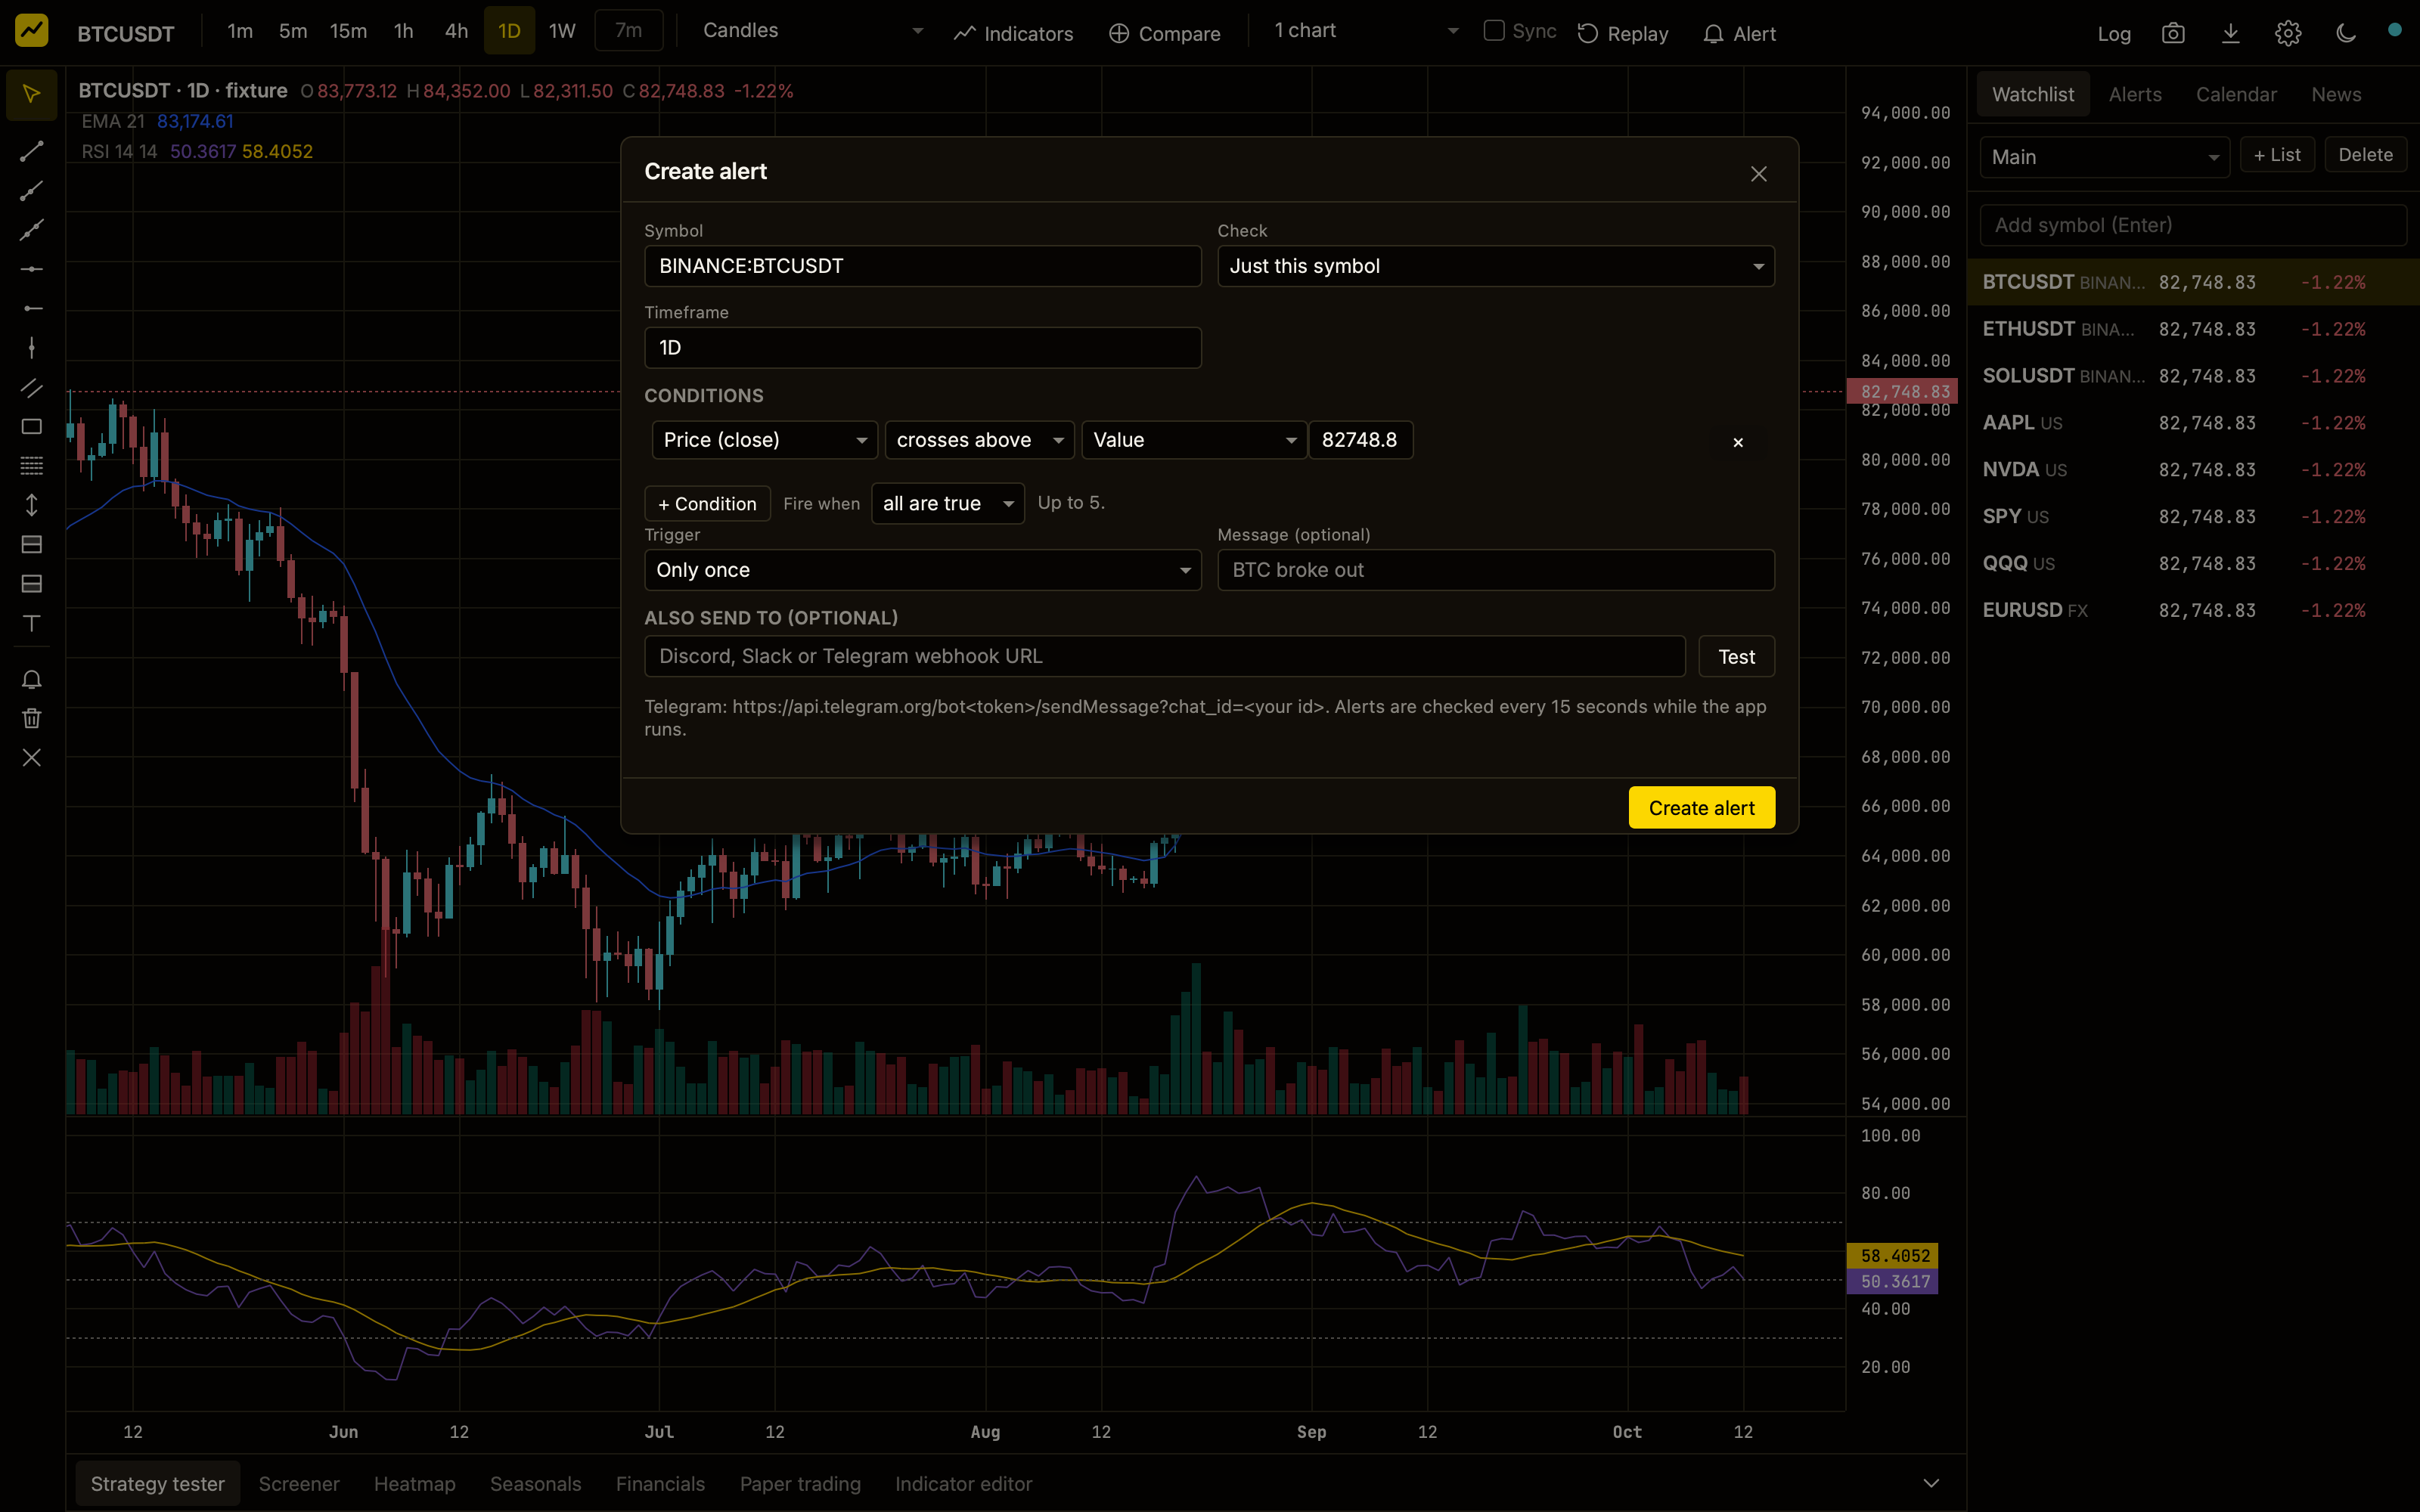 BTCUSDT 1m 5m 15m 1h 4h 1D 1W 7m Candles Indicators Compare 1 chart Sync Replay Alert Log
BTCUSDT · 1D · fixture O 83,773.12 H 84,352.00 L 82,311.50 C 82,748.83 -1.22%
EMA 21 83,174.61
RSI 14 14 50.3617 58.4052
Create alert
Symbol
BINANCE:BTCUSDT
Check
Just this symbol
Timeframe
1D
CONDITIONS
Price (close) crosses above Value 82748.8 ×
+ Condition Fire when all are true Up to 5.
Trigger
Only once
Message (optional)
BTC broke out
ALSO SEND TO (OPTIONAL)
Discord, Slack or Telegram webhook URL Test
Telegram: https://api.telegram.org/bot<token>/sendMessage?chat_id=<your id>. Alerts are checked every 15 seconds while the app
runs.
Create alert
94,000.00
92,000.00
90,000.00
88,000.00
86,000.00
84,000.00
82,748.83
82,000.00
80,000.00
78,000.00
76,000.00
74,000.00
72,000.00
70,000.00
68,000.00
66,000.00
64,000.00
62,000.00
60,000.00
58,000.00
56,000.00
54,000.00
100.00
80.00
58.4052
50.3617
40.00
20.00
12 Jun 12 Jul 12 Aug 12 Sep 12 Oct 12
Watchlist Alerts Calendar News
Main + List Delete
Add symbol (Enter)
BTCUSDT BINAN... 82,748.83 -1.22%
ETHUSDT BINA... 82,748.83 -1.22%
SOLUSDT BINAN... 82,748.83 -1.22%
AAPL US 82,748.83 -1.22%
NVDA US 82,748.83 -1.22%
SPY US 82,748.83 -1.22%
QQQ US 82,748.83 -1.22%
EURUSD FX 82,748.83 -1.22%
Strategy tester Screener Heatmap Seasonals Financials Paper trading Indicator editor